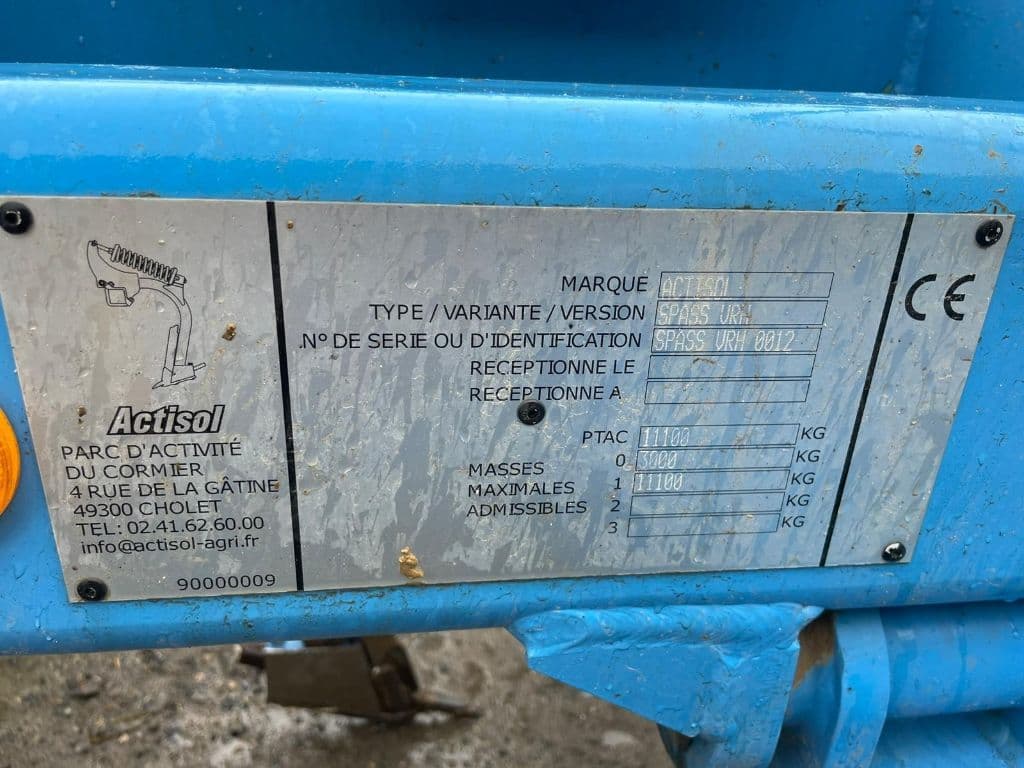 Actisol
PARC D'ACTIVITÉ
DU CORMIER
4 RUE DE LA GÂTINE
49300 CHOLET
TEL: 02.41.62.60.00
info@actisol-agri.fr
90000009
MARQUE ACTISOL
TYPE / VARIANTE / VERSION SPASS VRH
.N° DE SERIE OU D'IDENTIFICATION SPASS VRH 0012
RECEPTIONNE LE
RECEPTIONNE A
PTAC 11100 KG
MASSES
MAXIMALES
ADMISSIBLES
0 3000 KG
1 11100 KG
2 KG
3 KG
CE